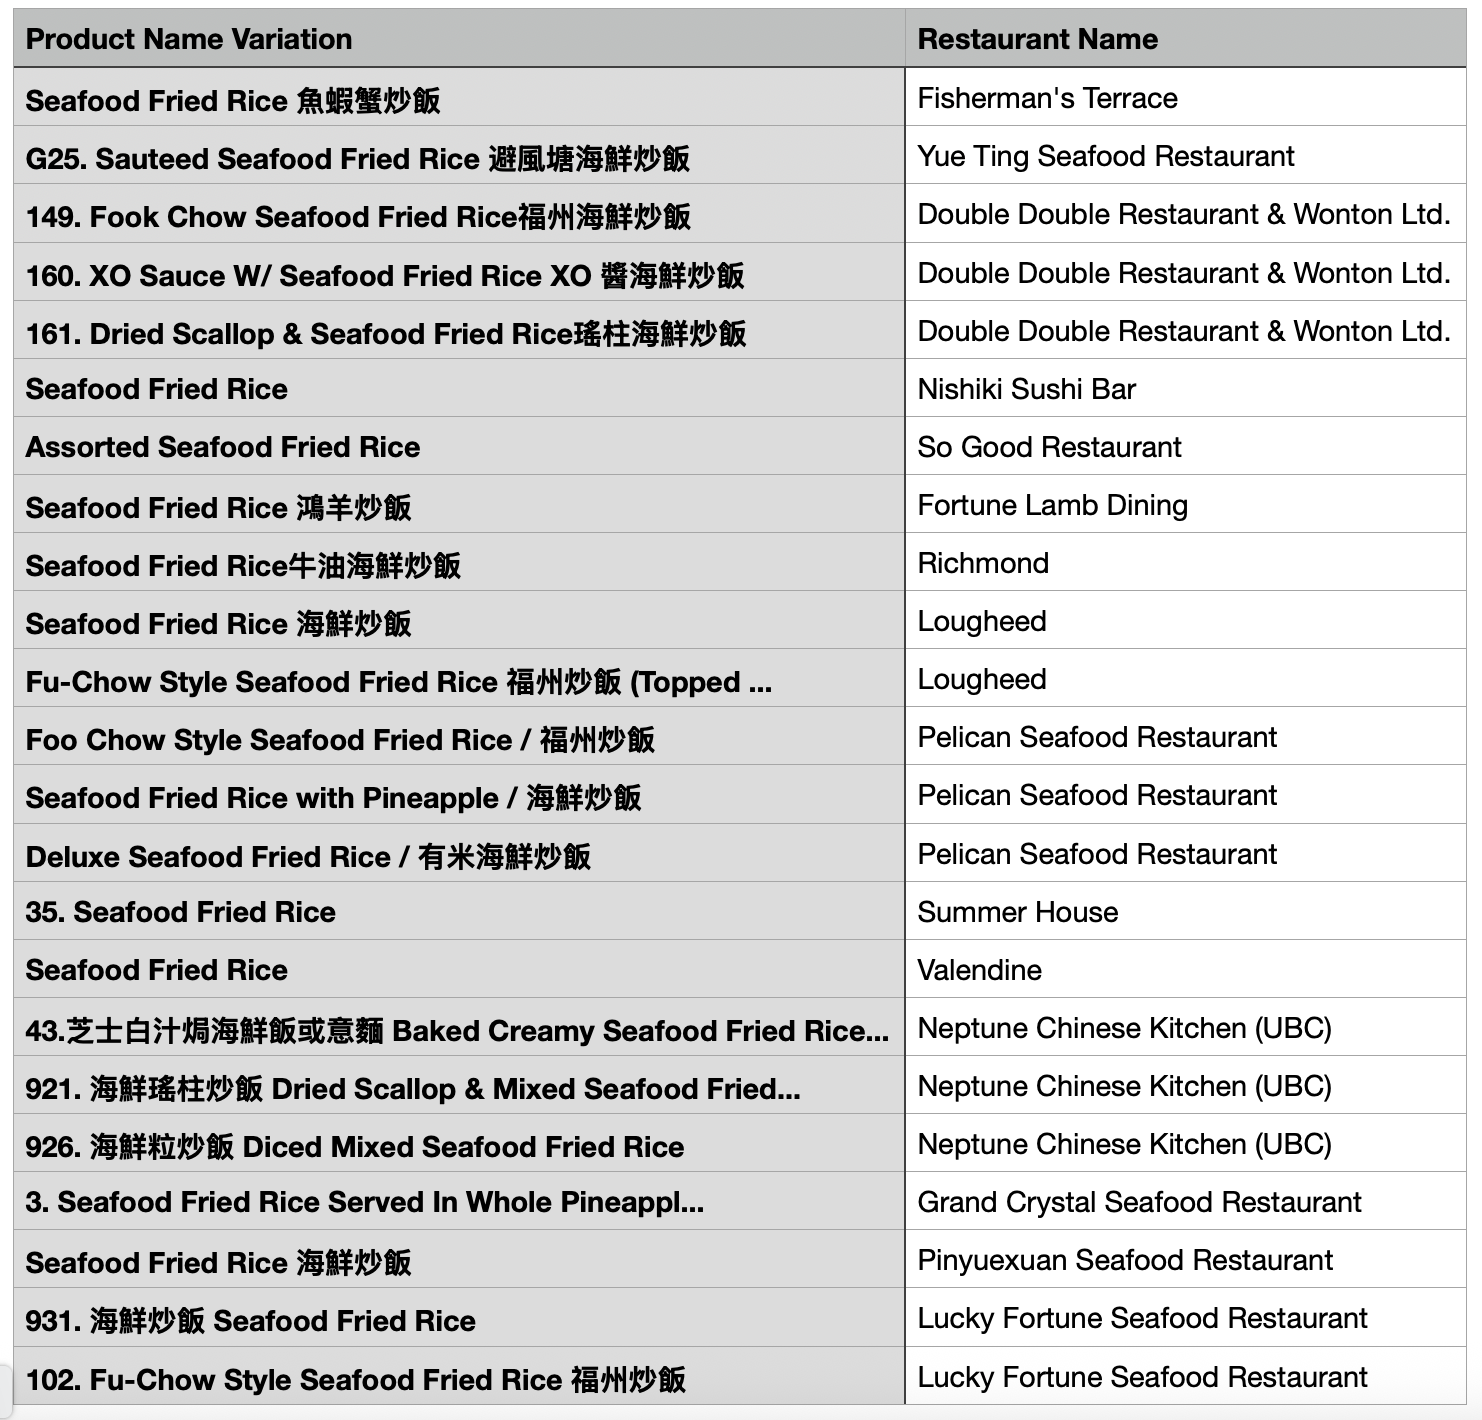 Product Name Variation Restaurant Name
Seafood Fried Rice 魚蝦蟹炒飯 Fisherman's Terrace
G25. Sauteed Seafood Fried Rice 避風塘海鮮炒飯 Yue Ting Seafood Restaurant
149. Fook Chow Seafood Fried Rice福州海鮮炒飯 Double Double Restaurant & Wonton Ltd.
160. XO Sauce W/ Seafood Fried Rice XO 醬海鮮炒飯 Double Double Restaurant & Wonton Ltd.
161. Dried Scallop & Seafood Fried Rice瑤柱海鮮炒飯 Double Double Restaurant & Wonton Ltd.
Seafood Fried Rice Nishiki Sushi Bar
Assorted Seafood Fried Rice So Good Restaurant
Seafood Fried Rice 鴻羊炒飯 Fortune Lamb Dining
Seafood Fried Rice牛油海鮮炒飯 Richmond
Seafood Fried Rice 海鮮炒飯 Lougheed
Fu-Chow Style Seafood Fried Rice 福州炒飯 (Topped ... Lougheed
Foo Chow Style Seafood Fried Rice / 福州炒飯 Pelican Seafood Restaurant
Seafood Fried Rice with Pineapple / 海鮮炒飯 Pelican Seafood Restaurant
Deluxe Seafood Fried Rice / 有米海鮮炒飯 Pelican Seafood Restaurant
35. Seafood Fried Rice Summer House
Seafood Fried Rice Valendine
43.芝士白汁焗海鮮飯或意麵 Baked Creamy Seafood Fried Rice... Neptune Chinese Kitchen (UBC)
921. 海鮮瑤柱炒飯 Dried Scallop & Mixed Seafood Fried... Neptune Chinese Kitchen (UBC)
926. 海鮮粒炒飯 Diced Mixed Seafood Fried Rice Neptune Chinese Kitchen (UBC)
3. Seafood Fried Rice Served In Whole Pineappl... Grand Crystal Seafood Restaurant
Seafood Fried Rice 海鮮炒飯 Pinyuexuan Seafood Restaurant
931. 海鮮炒飯 Seafood Fried Rice Lucky Fortune Seafood Restaurant
102. Fu-Chow Style Seafood Fried Rice 福州炒飯 Lucky Fortune Seafood Restaurant